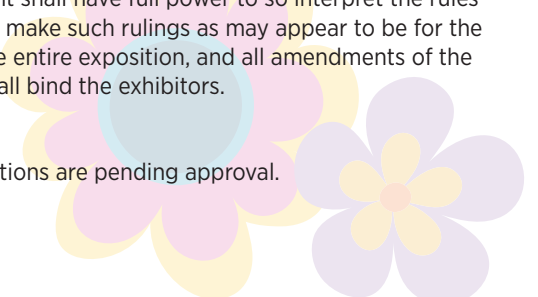 t shall have full power to so interpret the rules
make such rulings as may appear to be for the
e entire exposition, and all amendments of the
all bind the exhibitors.
tions are pending approval.